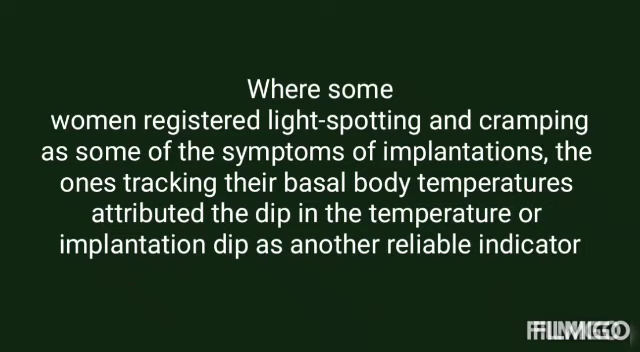 Where some
women registered light-spotting and cramping
as some of the symptoms of implantations, the
ones tracking their basal body temperatures
attributed the dip in the temperature or
implantation dip as another reliable indicator
FILMIGO